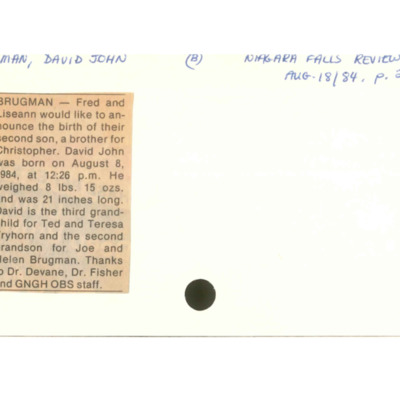 MAN, DAVID JOHN (B) NIAGARA FALLS REVIEW
AUG. 18/84. P. 2
BRUGMAN — Fred and
Liseann would like to an-
nounce the birth of their
second son, a brother for
Christopher. David John
was born on August 8,
1984, at 12:26 p.m. He
weighed 8 lbs. 15 ozs.
and was 21 inches long.
David is the third grand-
child for Ted and Teresa
ryhorn and the second
randson for Joe and
Helen Brugman. Thanks
o Dr. Devane, Dr. Fisher
nd GNGH OBS staff.